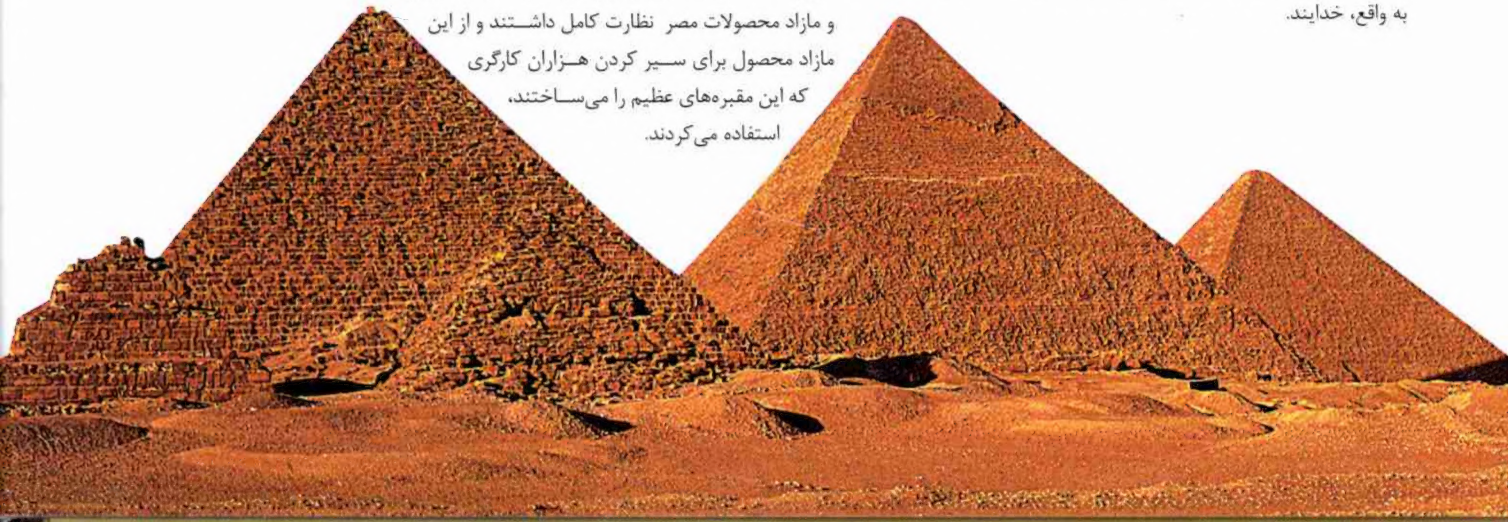 به واقع، خدایند.
و مازاد محصولات مصر نظارت کامل داشتند و از این
مازاد محصول برای سیر کردن هزاران کارگری
که این مقبره‌های عظیم را می‌ساختند،
استفاده می‌کردند.